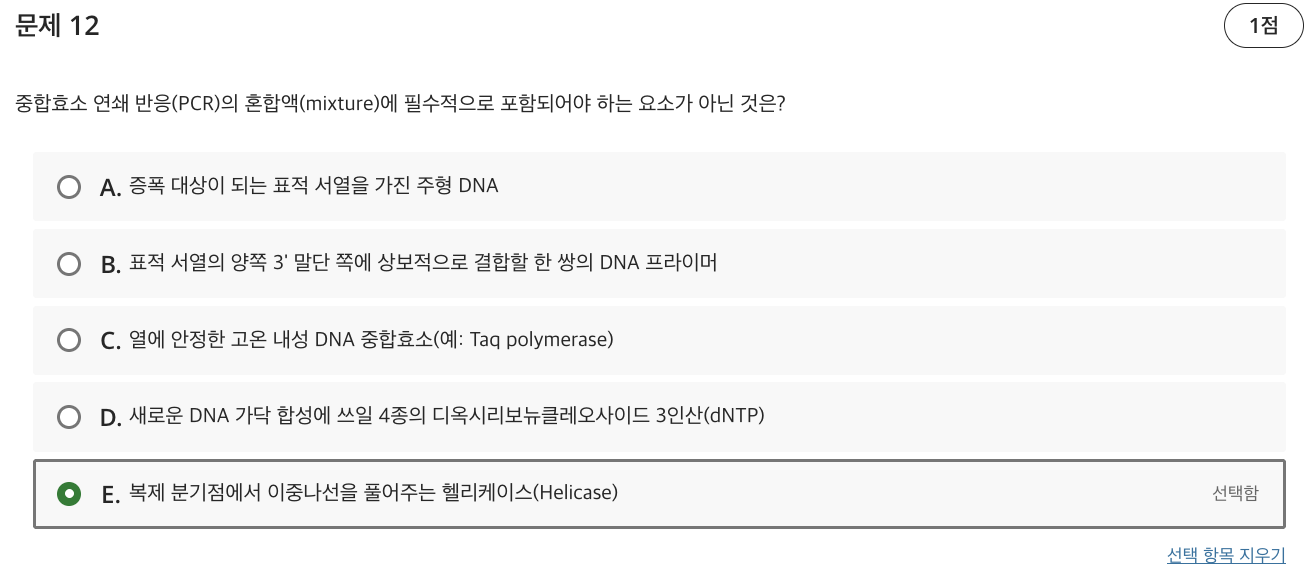 문제 12
1점
중합효소 연쇄 반응(PCR)의 혼합액(mixture)에 필수적으로 포함되어야 하는 요소가 아닌 것은?
A. 증폭 대상이 되는 표적 서열을 가진 주형 DNA
B. 표적 서열의 양쪽 3' 말단 쪽에 상보적으로 결합할 한 쌍의 DNA 프라이머
C. 열에 안정한 고온 내성 DNA 중합효소(예: Taq polymerase)
D. 새로운 DNA 가닥 합성에 쓰일 4종의 디옥시리보뉴클레오사이드 3인산(dNTP)
E. 복제 분기점에서 이중나선을 풀어주는 헬리케이스(Helicase)
선택함
선택 항목 지우기